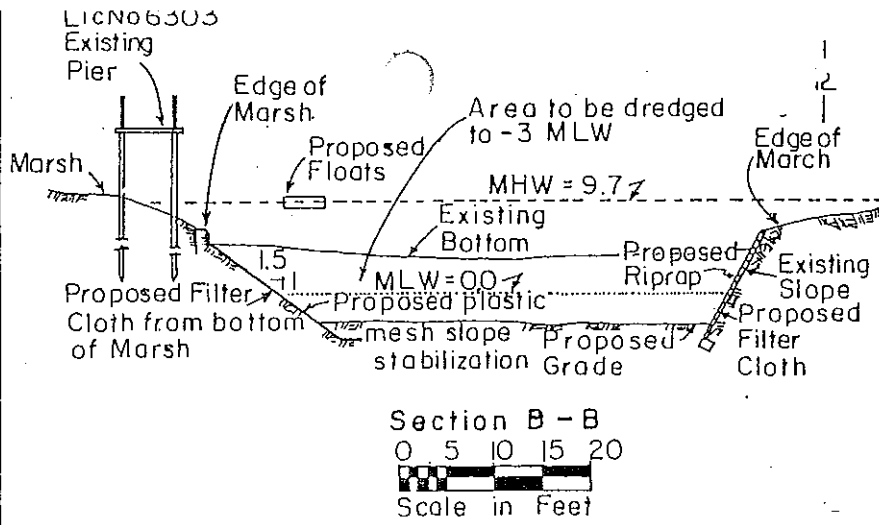 LicNo6303
Existing
Pier
Edge of
Marsh
Area to be dredged
to -3 MLW
Edge of
March
Marsh
Proposed
Floats
MHW = 9.7
Existing
Bottom
Proposed
Riprap
Existing
Slope
1.5
1
MLW=00
Proposed Filter
Cloth from bottom
of Marsh
Proposed plastic
mesh slope
stabilization
Proposed
Grade
Proposed
Filter
Cloth
1
12
Section B - B
0 5 10 15 20
Scale in Feet